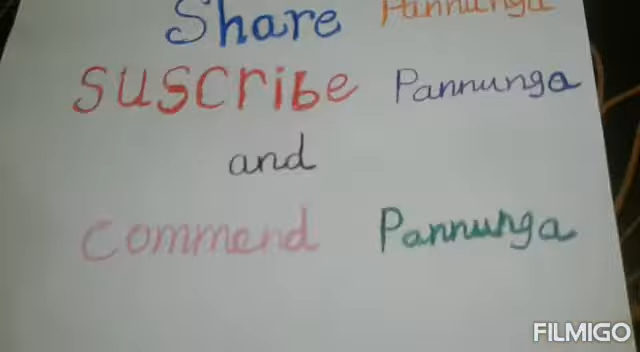 Share Pannunga
suscribe Pannunga
and
commend Pannunga
FILMIGO